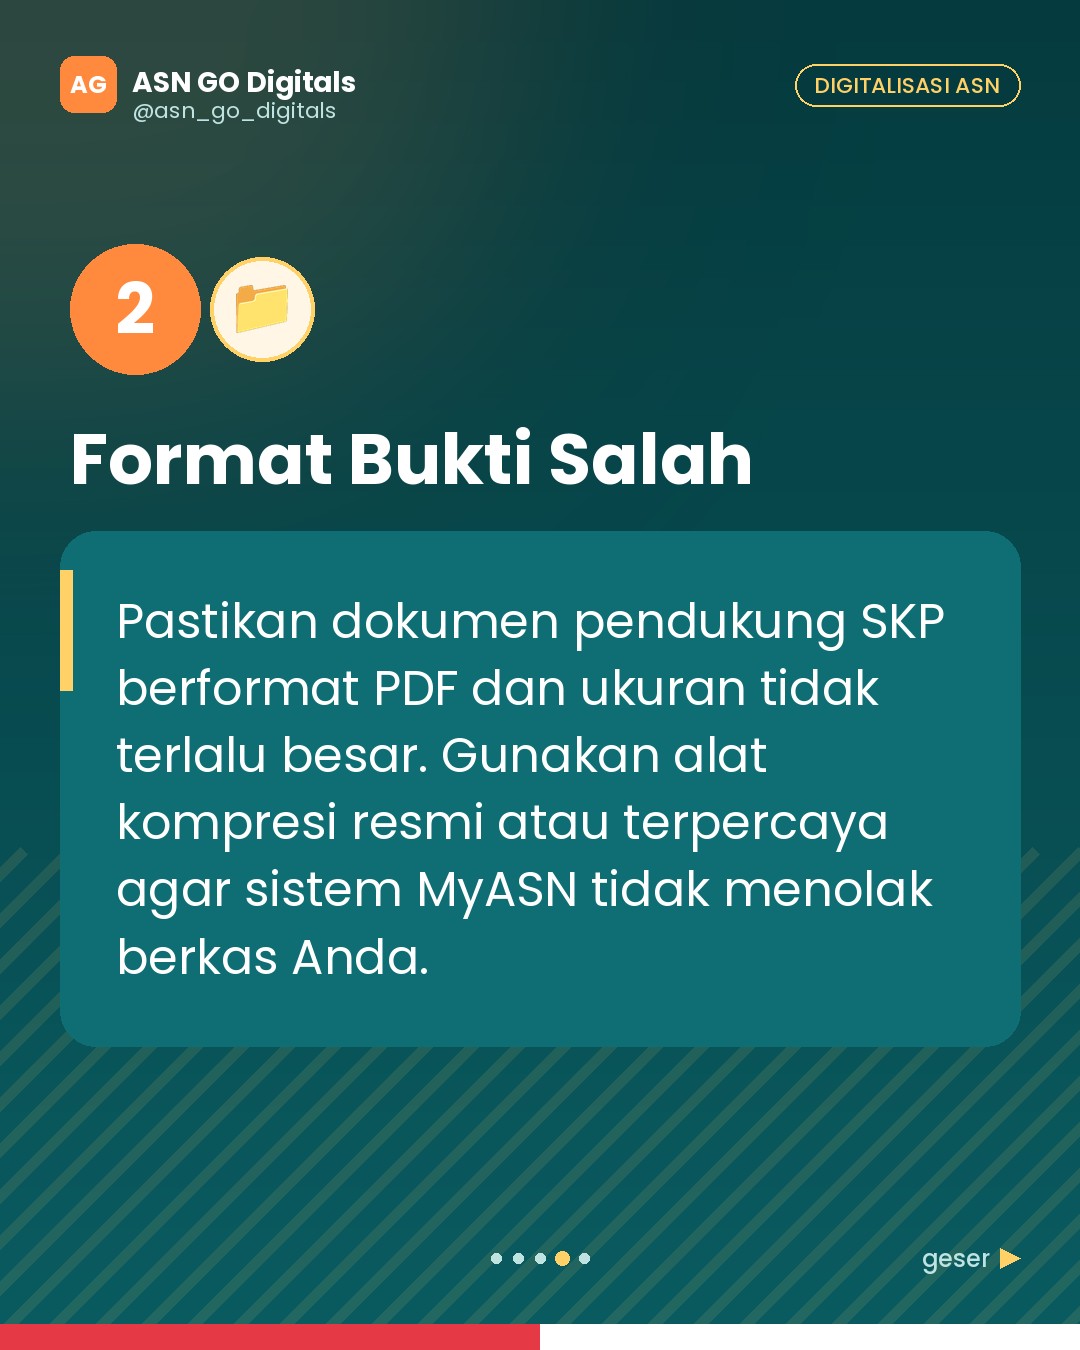 AG
ASN GO Digitals
@asn_go_digitals
DIGITALISASI ASN
2
Format Bukti Salah
Pastikan dokumen pendukung SKP
berformat PDF dan ukuran tidak
terlalu besar. Gunakan alat
kompresi resmi atau terpercaya
agar sistem MyASN tidak menolak
berkas Anda.
geser